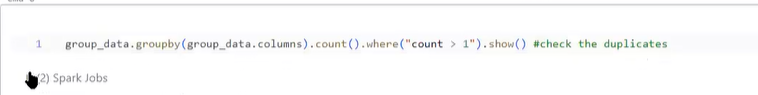 1 group_data.groupby(group_data.columns).count().where("count > 1").show() #check the duplicates
(2) Spark Jobs